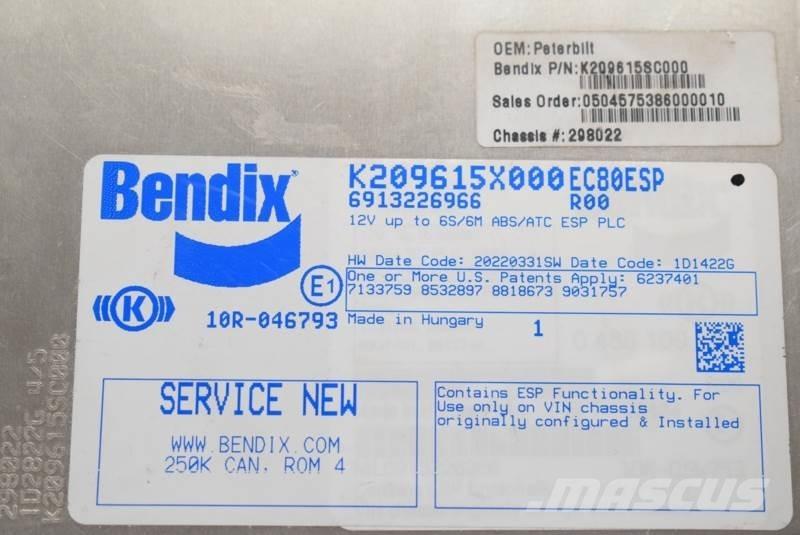 OEM: Peterbilt
Bendix P/N:K209615SC000
Sales Order:0504575386000010
Chassis #: 298022
Bendix
K209615X000 EC80ESP
6913226966 R00
12V up to 6S/6M ABS/ATC ESP PLC
HW Date Code: 20220331SW Date Code: 1D1422G
One or More U.S. Patents Apply: 6237401
7133759 8532897 8818673 9031757
E1
K
10R-046793
Made in Hungary 1
SERVICE NEW
WWW.BENDIX.COM
250K CAN, ROM 4
Contains ESP Functionality. For
Use only on VIN chassis
originally configured & Installed
298022
1D2822G 4/5
K209615SC000
MASCUS